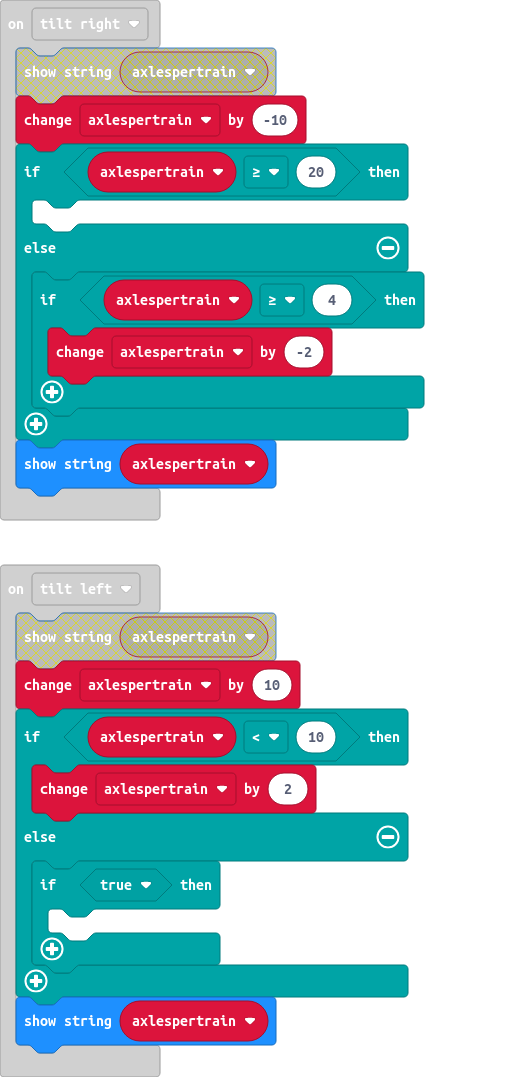 on tilt right
show string axlespertrain
change axlespertrain by -10
if axlespertrain ≥ 20 then
else
if axlespertrain ≥ 4 then
change axlespertrain by -2
show string axlespertrain
on tilt left
show string axlespertrain
change axlespertrain by 10
if axlespertrain < 10 then
change axlespertrain by 2
else
if true then
show string axlespertrain